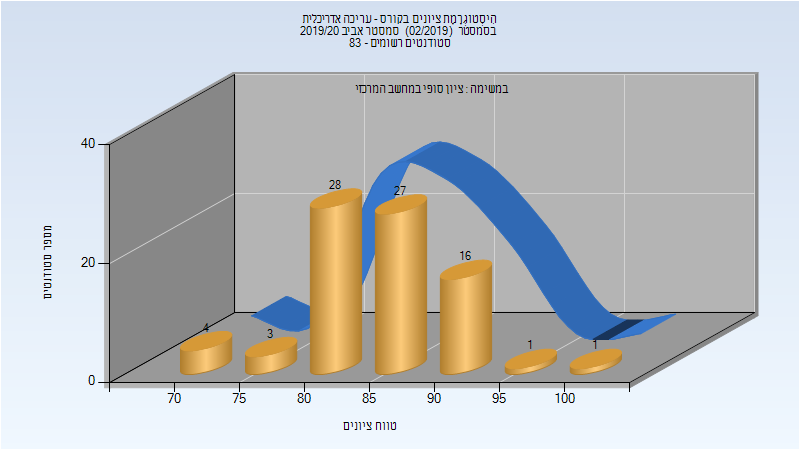 היסטוגרמת ציונים בקורס - עריכה אדריכלית
בסמסטר (02/2019) סמסטר אביב 2019/20
סטודנטים רשומים - 83
במשימה : ציון סופי במחשב המרכזי
מספר סטודנטים
40
20
0
4
3
28
27
16
1
1
70
75
80
85
90
95
100
טווח ציונים